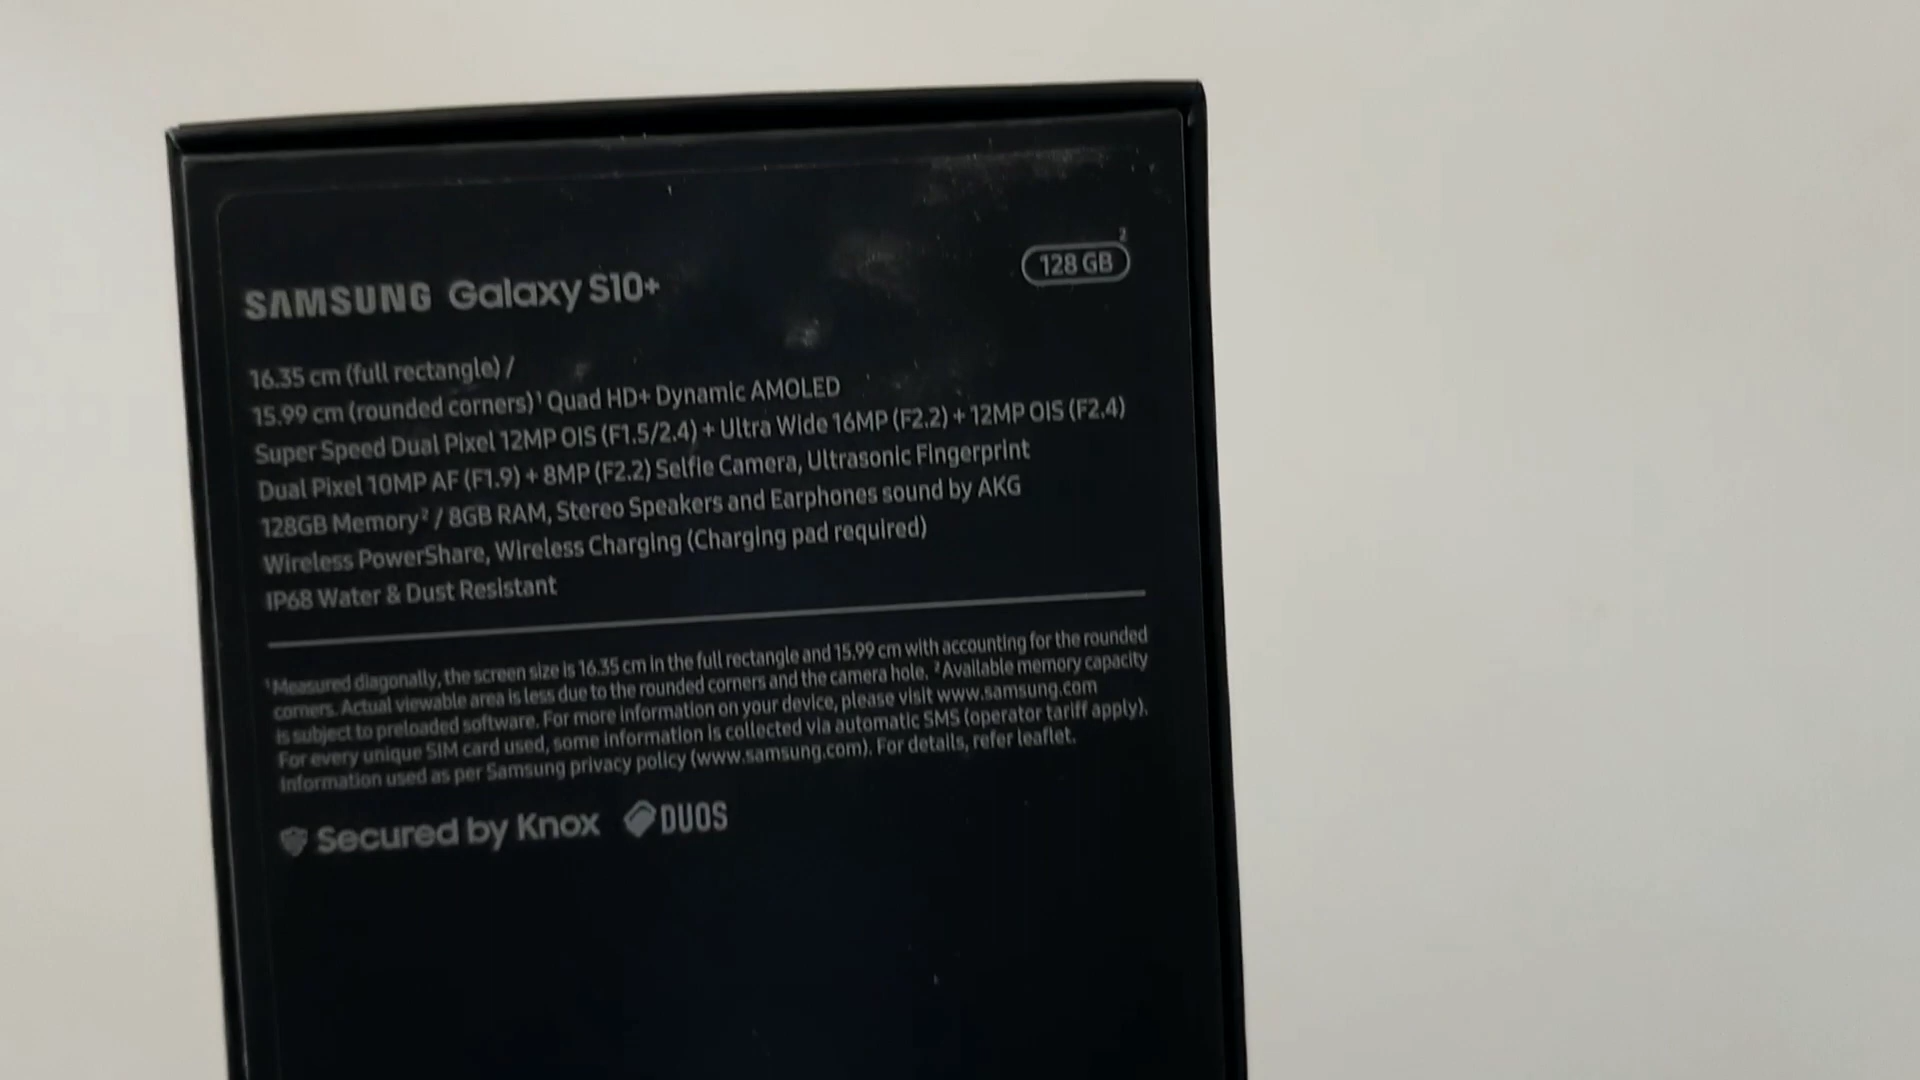 SAMSUNG Galaxy S10+
128 GB ²
16.35 cm (full rectangle) /
15.99 cm (rounded corners)¹ Quad HD+ Dynamic AMOLED
Super Speed Dual Pixel 12MP OIS (F1.5/2.4) + Ultra Wide 16MP (F2.2) + 12MP OIS (F2.4)
Dual Pixel 10MP AF (F1.9) + 8MP (F2.2) Selfie Camera, Ultrasonic Fingerprint
128GB Memory² / 8GB RAM, Stereo Speakers and Earphones sound by AKG
Wireless PowerShare, Wireless Charging (Charging pad required)
IP68 Water & Dust Resistant
¹Measured diagonally, the screen size is 16.35 cm in the full rectangle and 15.99 cm with accounting for the rounded
corners. Actual viewable area is less due to the rounded corners and the camera hole. ²Available memory capacity
is subject to preloaded software. For more information on your device, please visit www.samsung.com
For every unique SIM card used, some information is collected via automatic SMS (operator tariff apply).
Information used as per Samsung privacy policy (www.samsung.com). For details, refer leaflet.
Secured by Knox DUOS